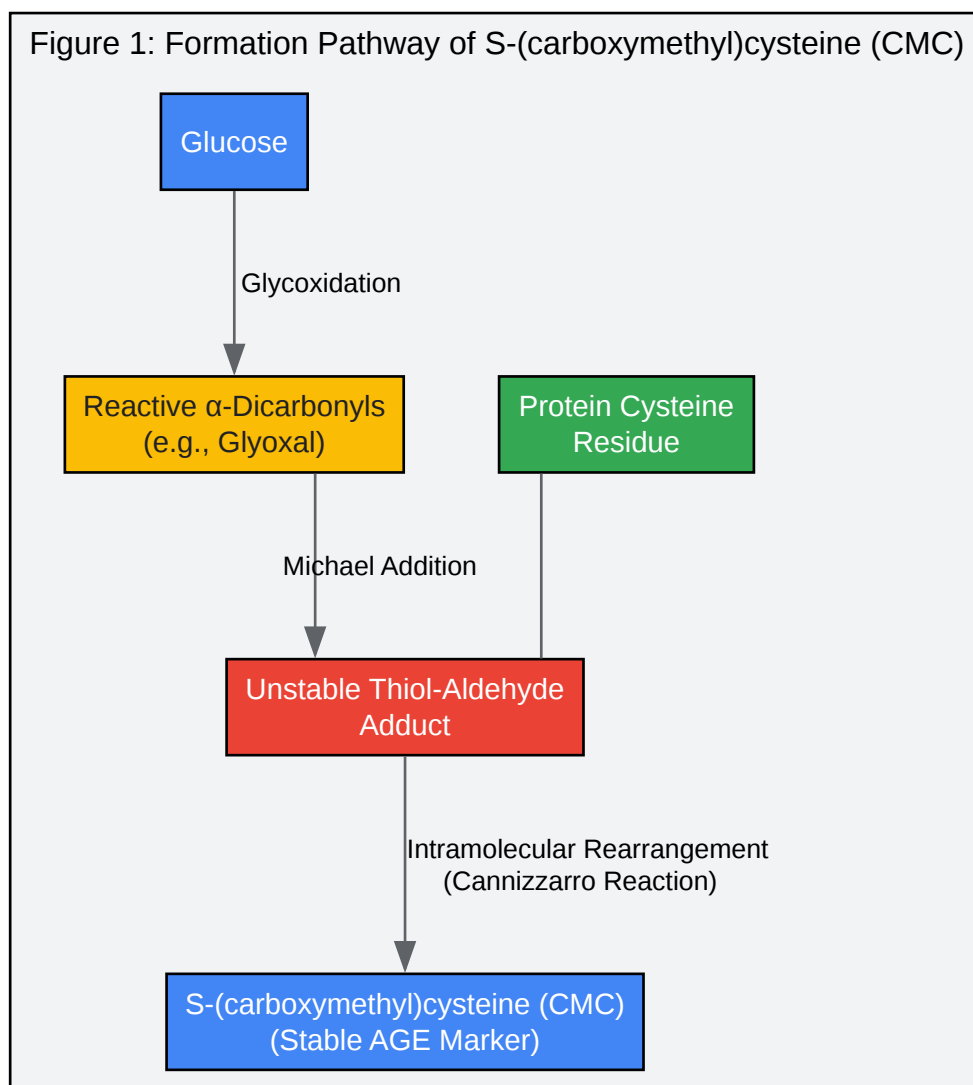 Figure 1: Formation Pathway of S-(carboxymethyl)cysteine (CMC)
Glucose
Glycoxidation
Reactive α-Dicarbonyls
(e.g., Glyoxal)
Protein Cysteine
Residue
Michael Addition
Unstable Thiol-Aldehyde
Adduct
Intramolecular Rearrangement
(Cannizzarro Reaction)
S-(carboxymethyl)cysteine (CMC)
(Stable AGE Marker)